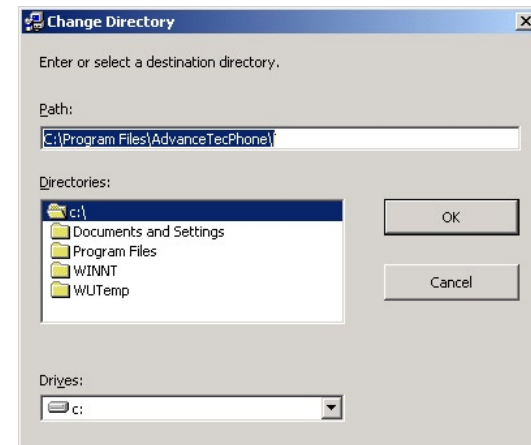 Change Directory
Enter or select a destination directory.
Path:
C:\Program Files\AdvanceTecPhone\
Directories:
c:\
Documents and Settings
Program Files
WINNT
WUTemp
OK
Cancel
Drives:
c: